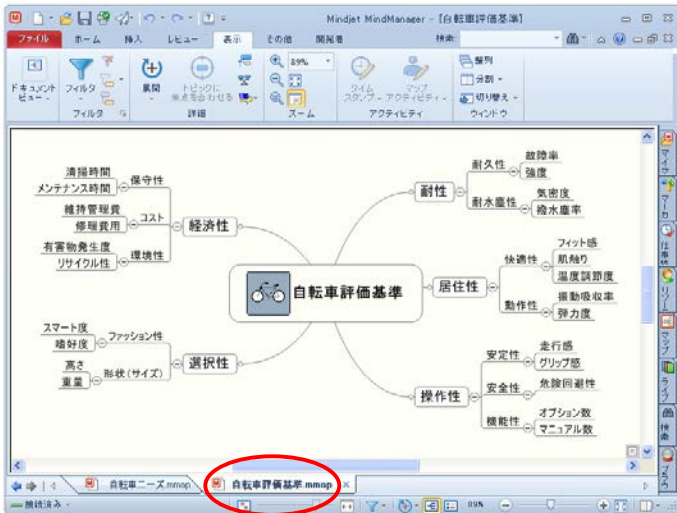 Mindjet MindManager - [自転車評価基準]
ファイル ホーム 挿入 レビュー 表示 その他 開発者 検索:
ドキュメント
ビュー
フィルタ
展開
トピックに
焦点を合わせる
89%
タイム
スタンプ
マップ
アクティビティ
整列
分割
切り替え
フィルタ 詳細 ズーム アクティビティ ウィンドウ
自転車評価基準
経済性
保守性
清掃時間
メンテナンス時間
コスト
維持管理費
修理費用
環境性
有害物発生度
リサイクル性
選択性
ファッション性
スマート度
嗜好度
形状(サイズ)
高さ
重量
耐性
耐久性
故障率
強度
耐水塵性
気密度
撥水塵率
居住性
快適性
フィット感
肌触り
温度調節度
動作性
振動吸収率
弾力度
操作性
安定性
走行感
グリップ感
安全性
危険回避性
機能性
オプション数
マニュアル数
自転車ニーズ.mmap
自転車評価基準.mmap
接続済み
89%
検索